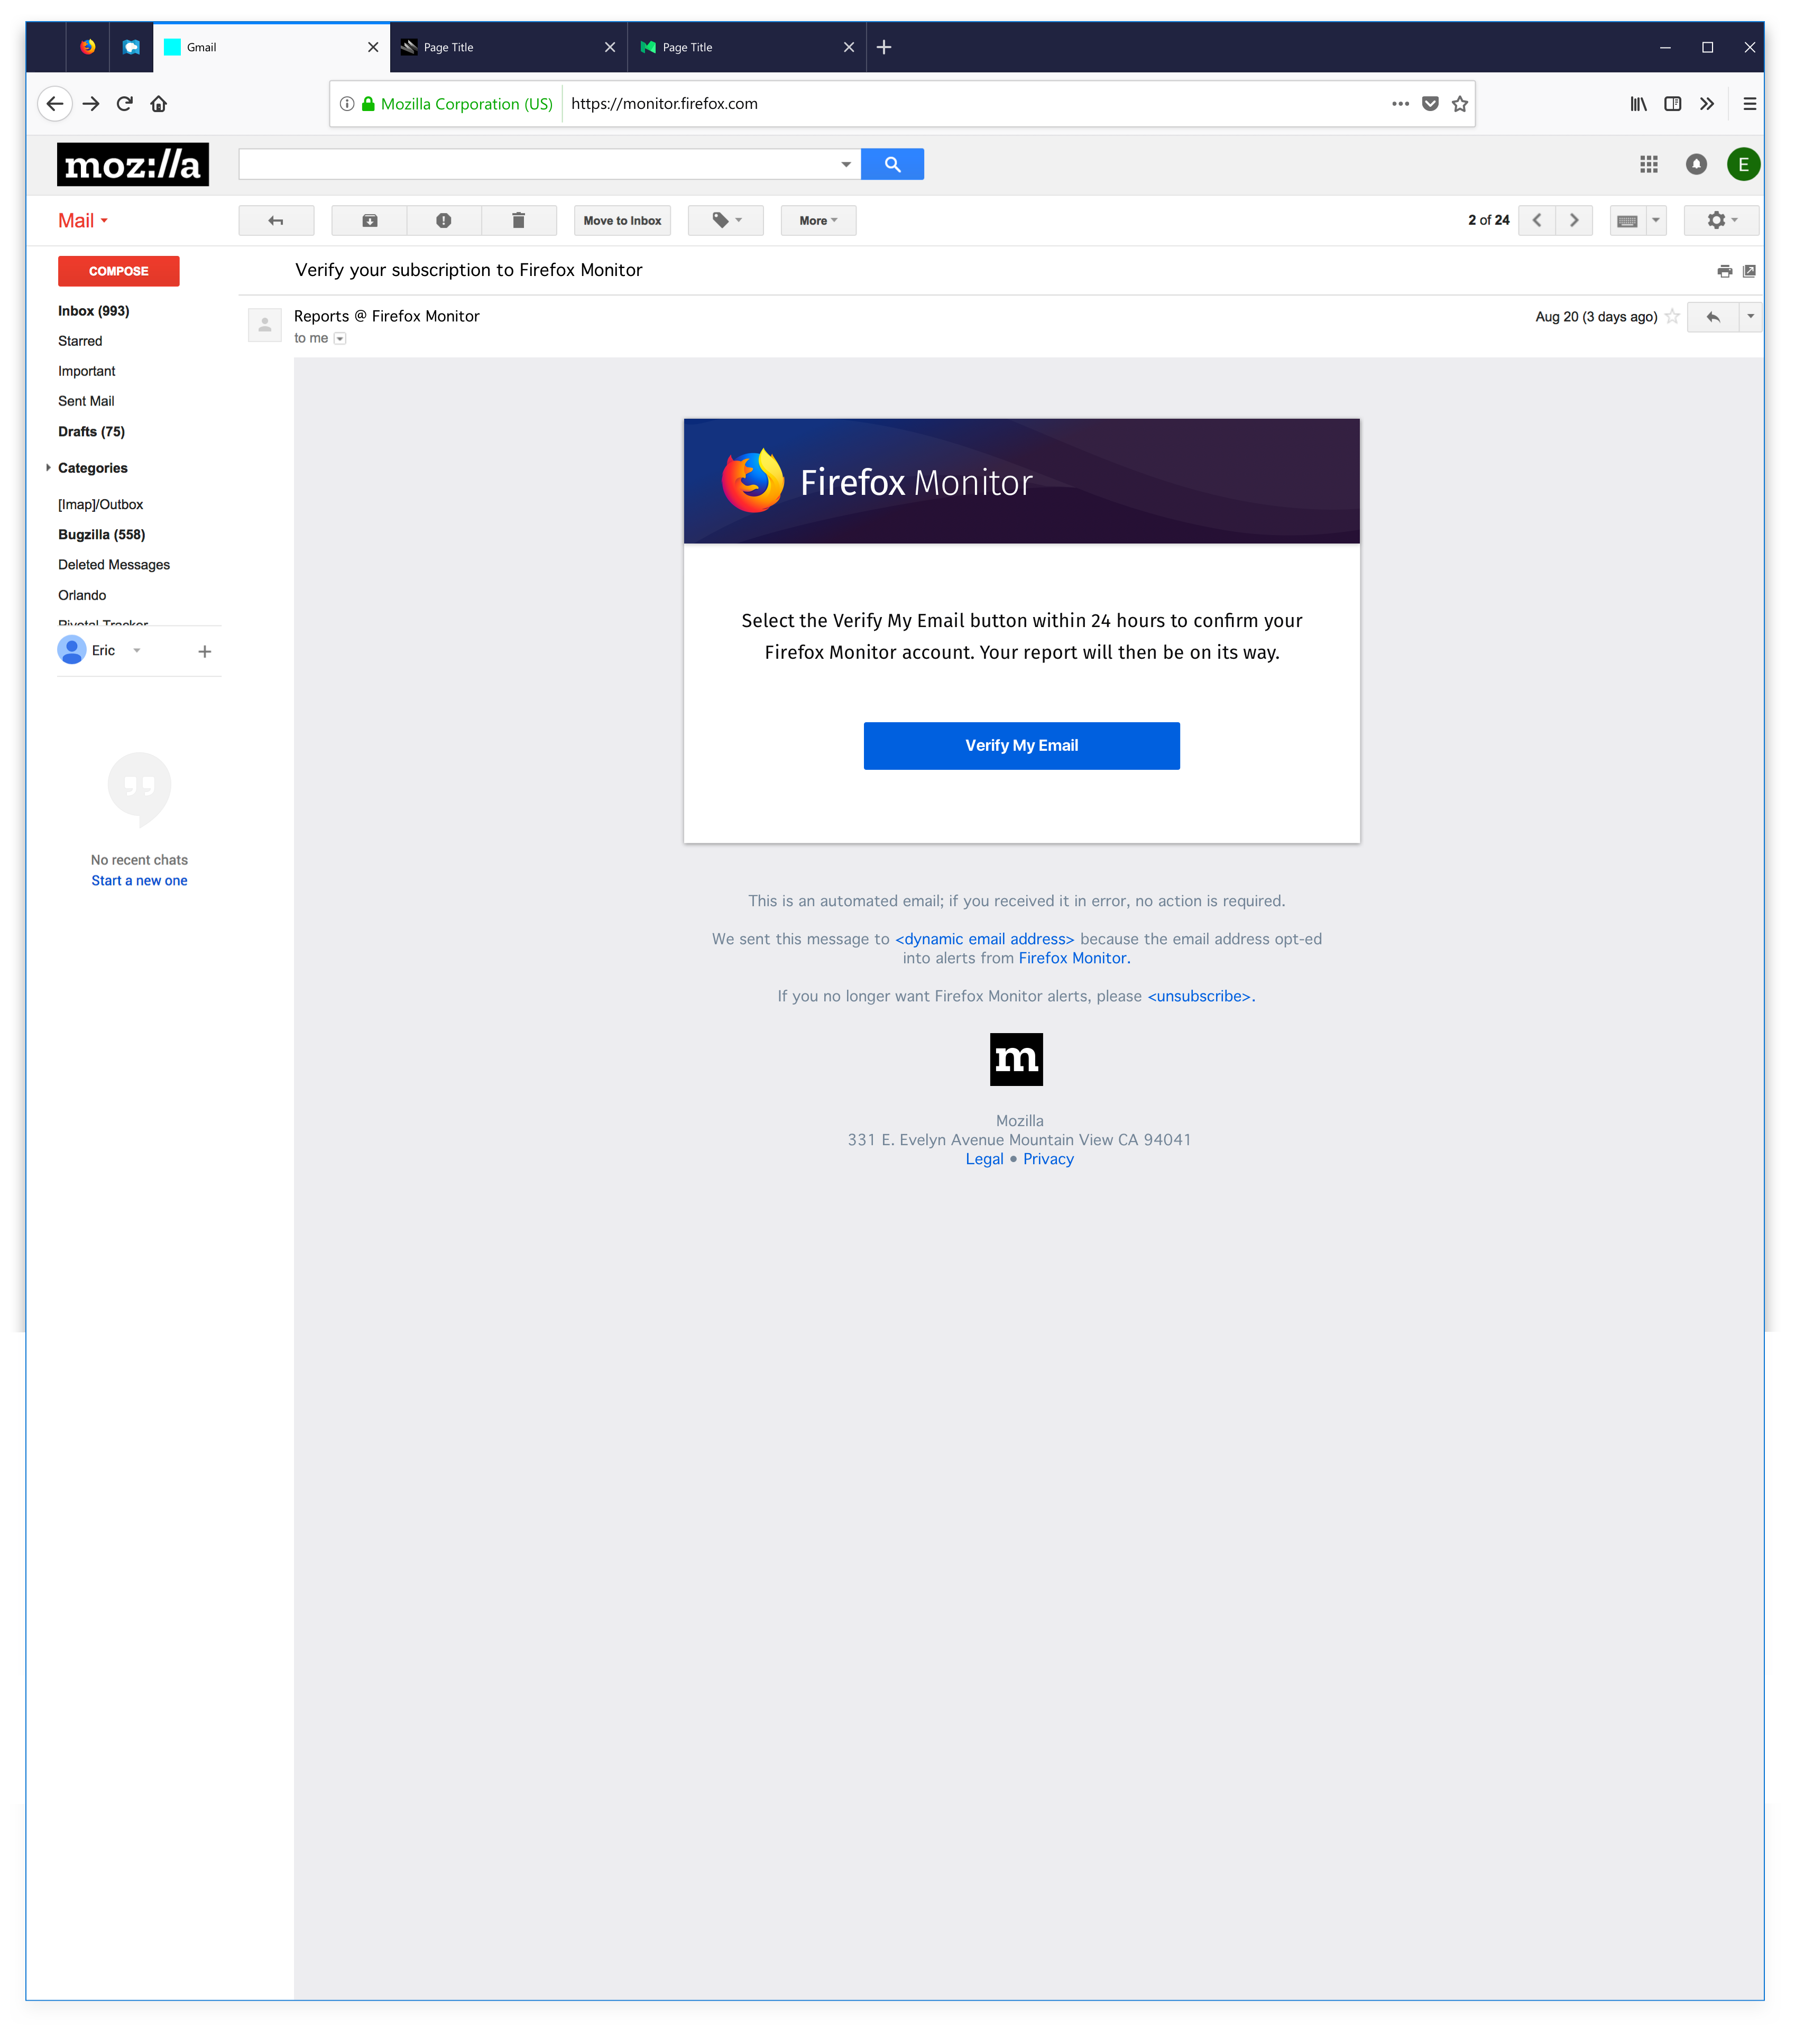 Gmail
Page Title
Page Title
Mozilla Corporation (US) https://monitor.firefox.com
moz://a
E
Mail
Move to Inbox
More
2 of 24
COMPOSE
Verify your subscription to Firefox Monitor
Inbox (993)
Starred
Important
Sent Mail
Drafts (75)
Categories
[Imap]/Outbox
Bugzilla (558)
Deleted Messages
Orlando
Pivotal Tracker
Eric
No recent chats
Start a new one
Reports @ Firefox Monitor
Aug 20 (3 days ago)
to me
Firefox Monitor
Select the Verify My Email button within 24 hours to confirm your
Firefox Monitor account. Your report will then be on its way.
Verify My Email
This is an automated email; if you received it in error, no action is required.
We sent this message to <dynamic email address> because the email address opt-ed
into alerts from Firefox Monitor.
If you no longer want Firefox Monitor alerts, please <unsubscribe>.
m
Mozilla
331 E. Evelyn Avenue Mountain View CA 94041
Legal • Privacy